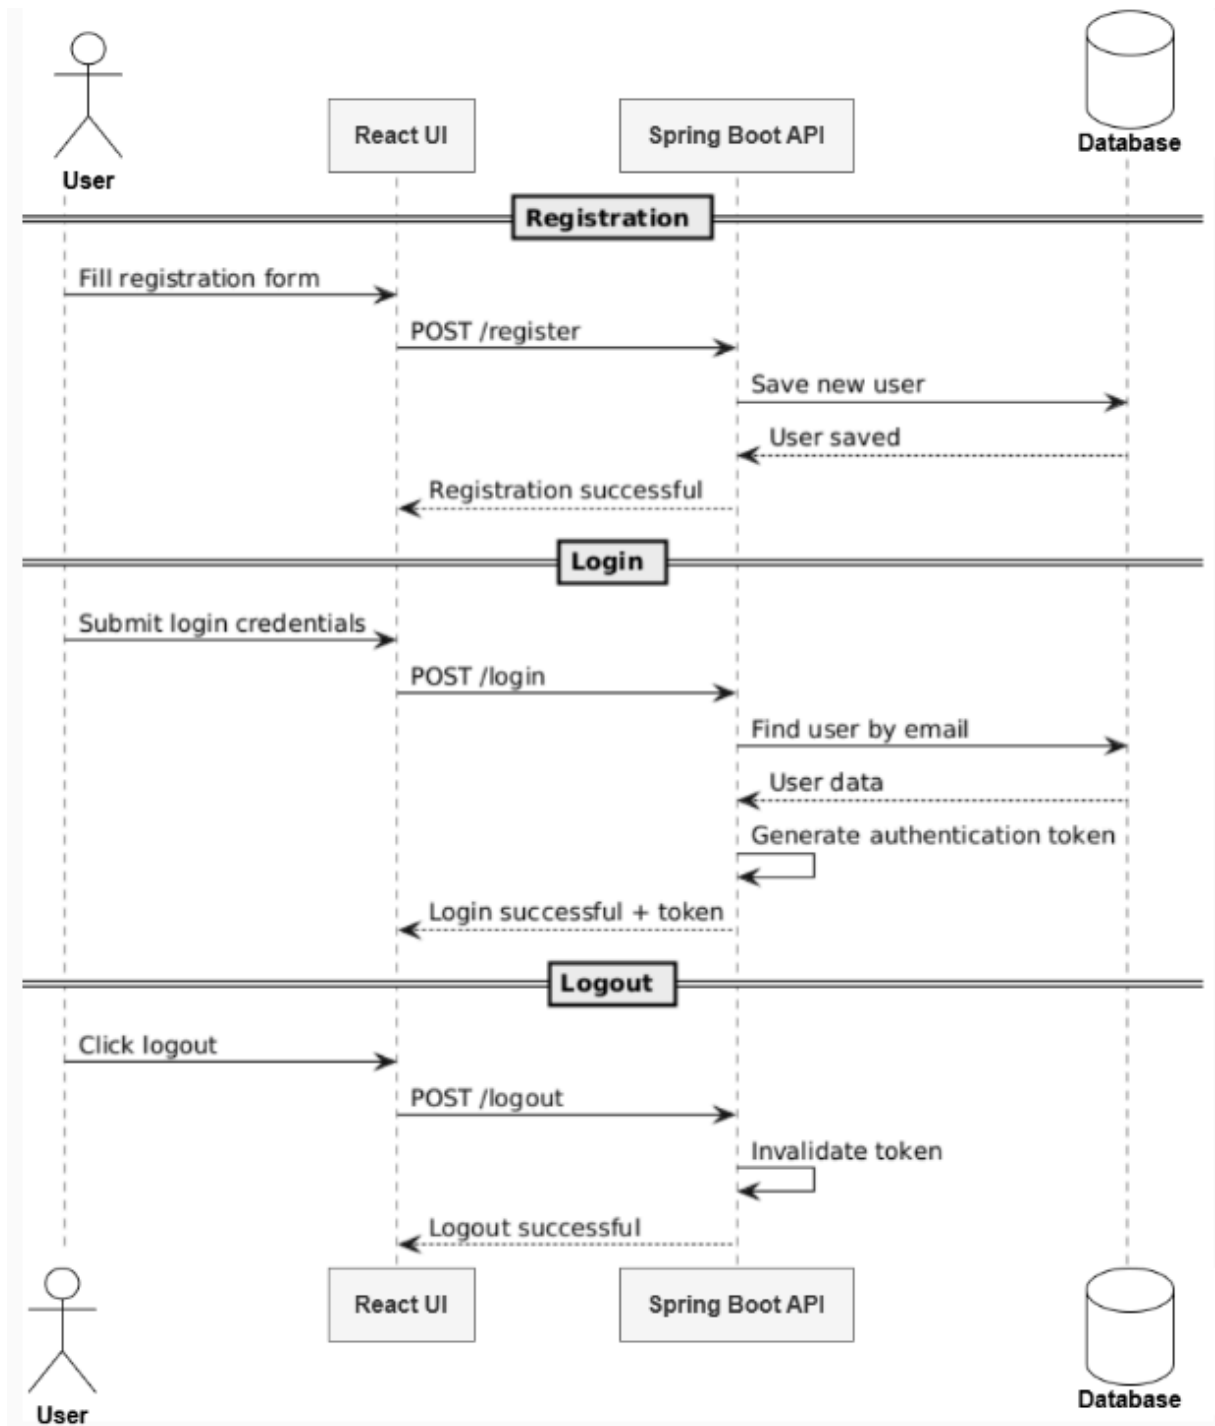 User
React UI
Spring Boot API
Database
Registration
Fill registration form
POST /register
Save new user
User saved
Registration successful
Login
Submit login credentials
POST /login
Find user by email
User data
Generate authentication token
Login successful + token
Logout
Click logout
POST /logout
Invalidate token
Logout successful
User
React UI
Spring Boot API
Database